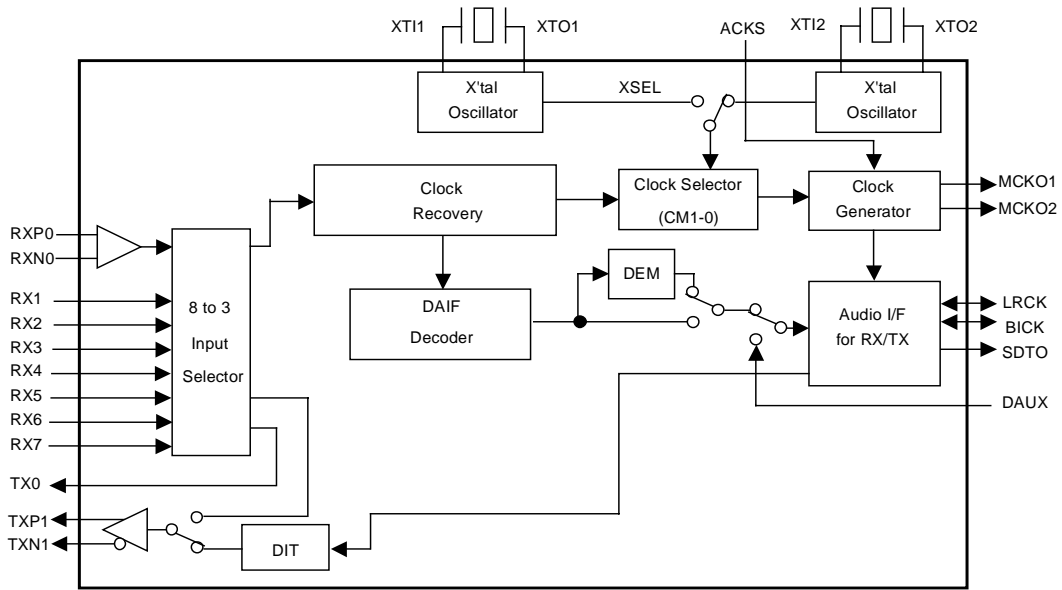 XTI1
XTO1
ACKS
XTI2
XTO2
X'tal
Oscillator
XSEL
X'tal
Oscillator
Clock
Recovery
Clock Selector
(CM1-0)
Clock
Generator
MCKO1
MCKO2
RXP0
RXN0
RX1
RX2
RX3
RX4
RX5
RX6
RX7
8 to 3
Input
Selector
DAIF
Decoder
DEM
Audio I/F
for RX/TX
LRCK
BICK
SDTO
DAUX
TX0
TXP1
TXN1
DIT